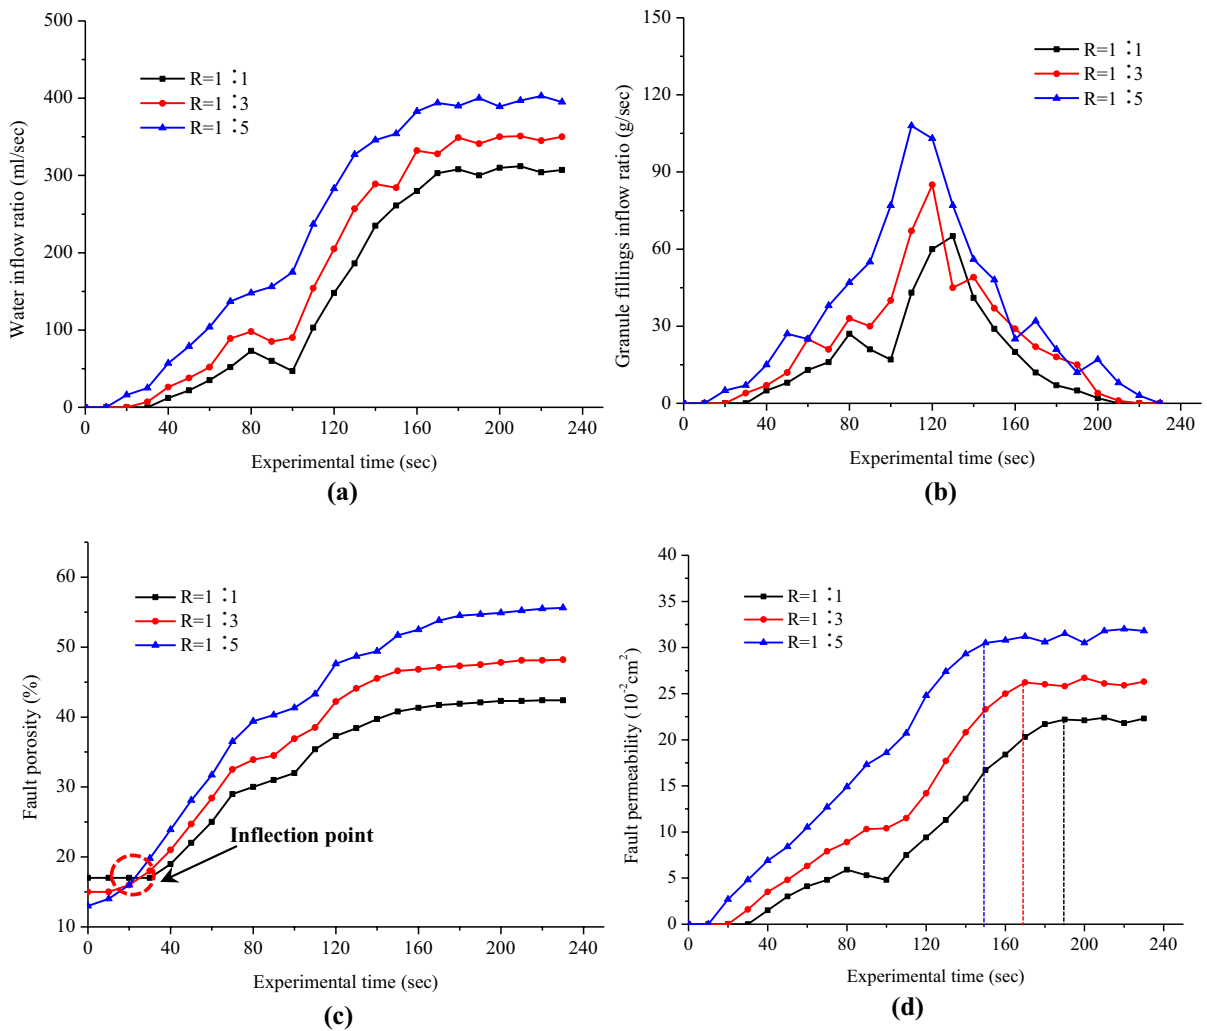 500
400
300
200
100
0
Water inflow ratio (ml/sec)
R=1 :1
R=1 :3
R=1 :5
0 40 80 120 160 200 240
Experimental time (sec)
(a)
150
120
90
60
30
0
Granule fillings inflow ratio (g/sec)
R=1 :1
R=1 :3
R=1 :5
0 40 80 120 160 200 240
Experimental time (sec)
(b)
60
50
40
30
20
10
Fault porosity (%)
R=1 :1
R=1 :3
R=1 :5
Inflection point
0 40 80 120 160 200 240
Experimental time (sec)
(c)
40
35
30
25
20
15
10
5
0
Fault permeability (10⁻²cm²)
R=1 :1
R=1 :3
R=1 :5
0 40 80 120 160 200 240
Experimental time (sec)
(d)